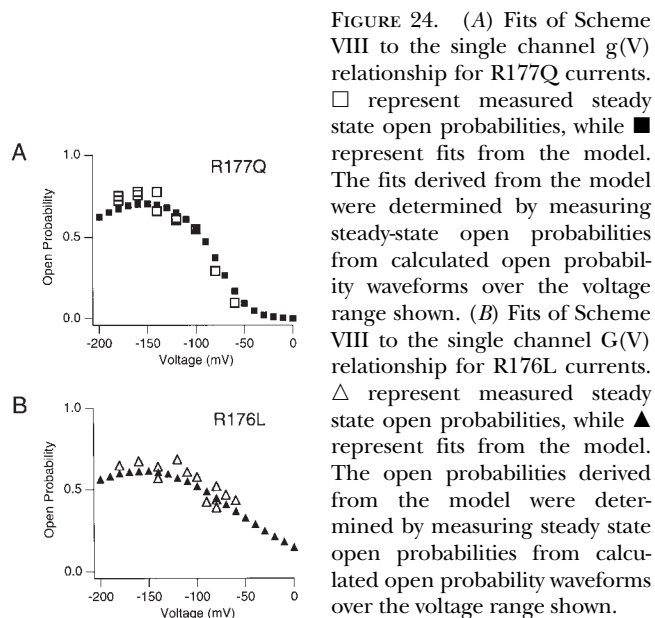 FIGURE 24. (A) Fits of Scheme
VIII to the single channel g(V)
relationship for R177Q currents.
□ represent measured steady
state open probabilities, while ■
represent fits from the model.
The fits derived from the model
were determined by measuring
steady-state open probabilities
from calculated open probabil-
ity waveforms over the voltage
range shown. (B) Fits of Scheme
VIII to the single channel G(V)
relationship for R176L currents.
△ represent measured steady
state open probabilities, while ▲
represent fits from the model.
The open probabilities derived
from the model were deter-
mined by measuring steady state
open probabilities from calcu-
lated open probability waveforms
over the voltage range shown.
A
R177Q
Open Probability
1.0
0.5
0.0
-200 -150 -100 -50 0
Voltage (mV)
B
R176L
Open Probability
1.0
0.5
0.0
-200 -150 -100 -50 0
Voltage (mV)